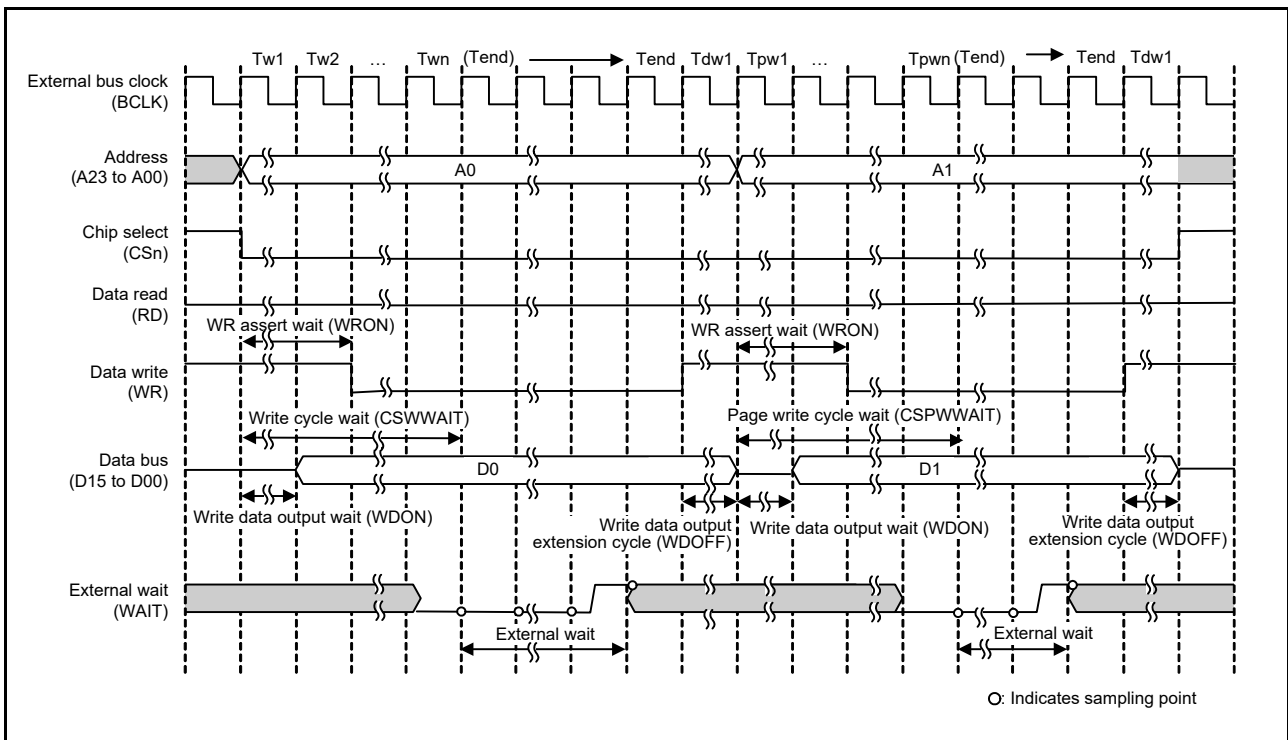 Tw1 Tw2 … Twn (Tend) Tend Tdw1 Tpw1 … Tpwn (Tend) Tend Tdw1
External bus clock
(BCLK)
Address
(A23 to A00)
A0 A1
Chip select
(CSn)
Data read
(RD)
WR assert wait (WRON) WR assert wait (WRON)
Data write
(WR)
Write cycle wait (CSWWAIT) Page write cycle wait (CSPWWAIT)
Data bus
(D15 to D00)
D0 D1
Write data output wait (WDON) Write data output
extension cycle (WDOFF) Write data output wait (WDON) Write data output
extension cycle (WDOFF)
External wait
(WAIT)
External wait External wait
: Indicates sampling point